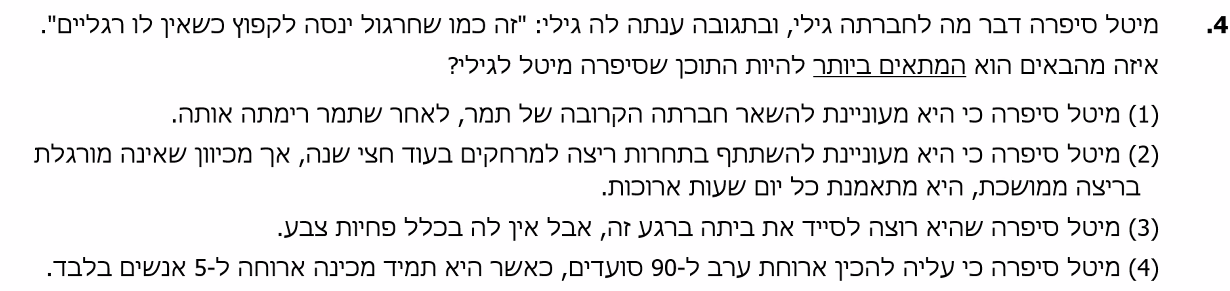 4. מיטל סיפרה דבר מה לחברתה גילי, ובתגובה ענתה לה גילי: "זה כמו שחרגול ינסה לקפוץ כשאין לו רגליים".
איזה מהבאים הוא המתאים ביותר להיות התוכן שסיפרה מיטל לגילי?
(1) מיטל סיפרה כי היא מעוניינת להשאר חברתה הקרובה של תמר, לאחר שתמר רימתה אותה.
(2) מיטל סיפרה כי היא מעוניינת להשתתף בתחרות ריצה למרחקים בעוד חצי שנה, אך מכיוון שאינה מורגלת
בריצה ממושכת, היא מתאמנת כל יום שעות ארוכות.
(3) מיטל סיפרה שהיא רוצה לסייד את ביתה ברגע זה, אבל אין לה בכלל פחיות צבע.
(4) מיטל סיפרה כי עליה להכין ארוחת ערב ל-90 סועדים, כאשר היא תמיד מכינה ארוחה ל-5 אנשים בלבד.